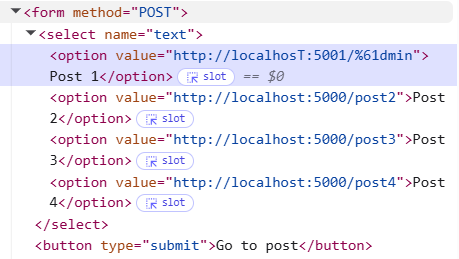 <form method="POST">
<select name="text">
<option value="http://localhosT:5001/%61dmin">
Post 1</option> slot == $0
<option value="http://localhost:5000/post2">Post
2</option> slot
<option value="http://localhost:5000/post3">Post
3</option> slot
<option value="http://localhost:5000/post4">Post
4</option> slot
</select>
<button type="submit">Go to post</button>